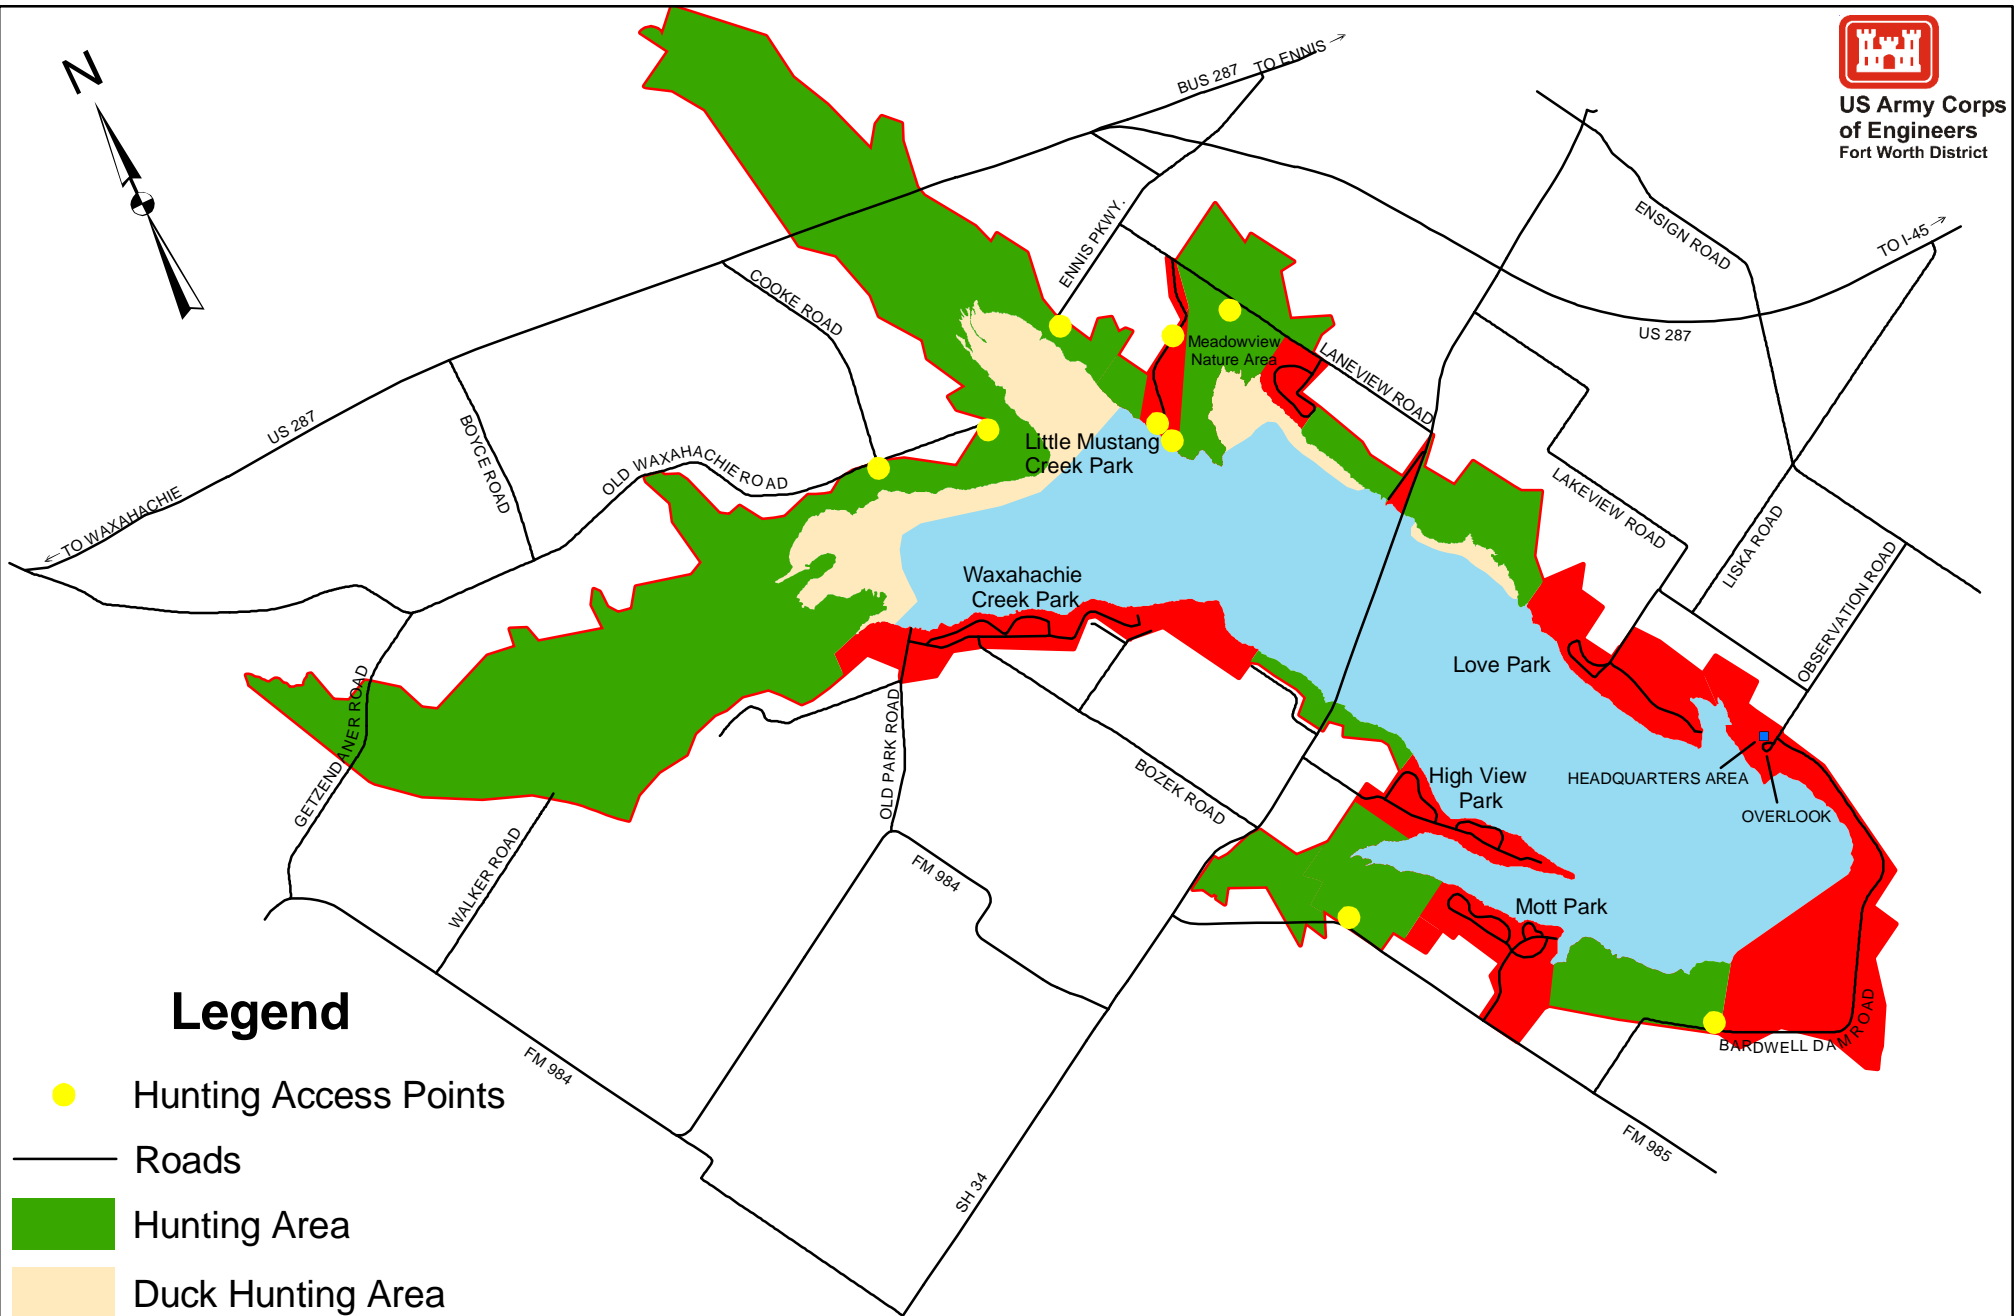 N
BUS 287
TO ENNIS
US Army Corps
of Engineers
Fort Worth District
ENNIS PKWY.
ENSIGN ROAD
TO I-45
COOKE ROAD
US 287
Meadowview
Nature Area
LANEVIEW ROAD
US 287
BOYCE ROAD
OLD WAXAHACHIE ROAD
Little Mustang
Creek Park
TO WAXAHACHIE
LAKEVIEW ROAD
LISKA ROAD
OBSERVATION ROAD
Waxahachie
Creek Park
Love Park
GETZENDANER ROAD
OLD PARK ROAD
BOZEK ROAD
High View
Park
HEADQUARTERS AREA
OVERLOOK
WALKER ROAD
FM 984
Mott Park
BARDWELL DAM ROAD
FM 984
FM 985
SH 34
Legend
Hunting Access Points
Roads
Hunting Area
Duck Hunting Area